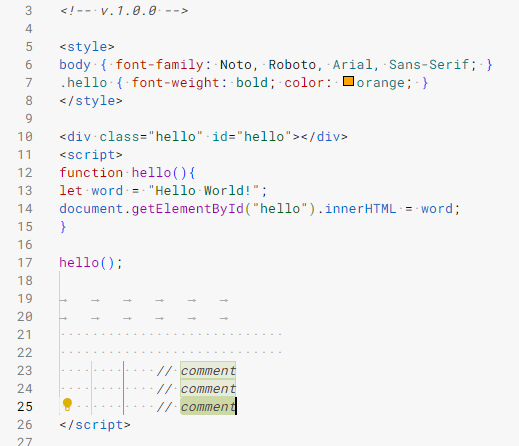 3 <!-- v.1.0.0 -->
4
5 <style>
6 body { font-family: Noto, Roboto, Arial, Sans-Serif; }
7 .hello { font-weight: bold; color: orange; }
8 </style>
9
10 <div class="hello" id="hello"></div>
11 <script>
12 function hello(){
13 let word = "Hello World!";
14 document.getElementById("hello").innerHTML = word;
15 }
16
17 hello();
18
19 → → → → → →
20 → → → → → →
21 ····························
22 ····························
23 // comment
24 // comment
25 // comment
26 </script>
27